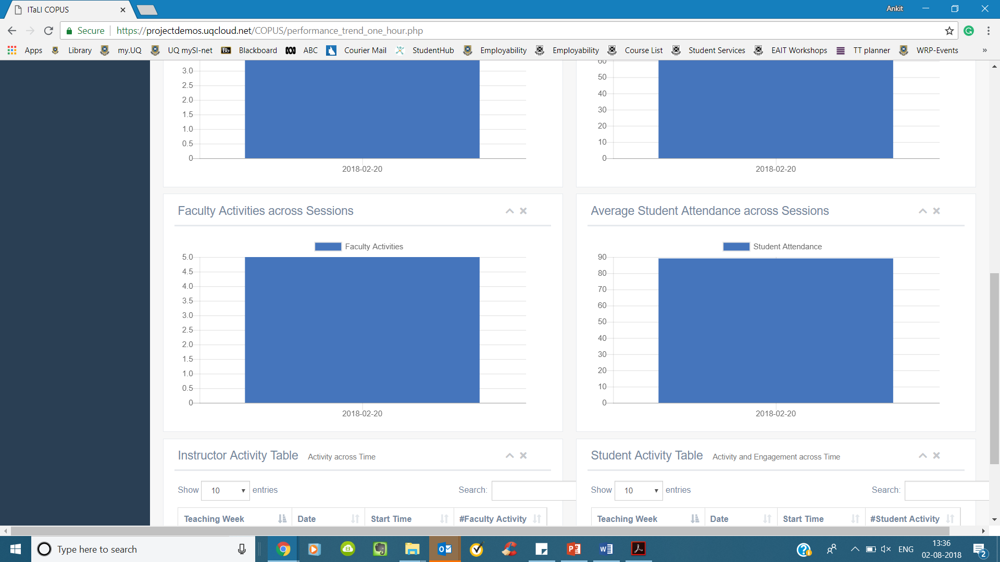 ITaLI COPUS
Ankit
Secure https://projectdemos.uqcloud.net/COPUS/performance_trend_one_hour.php
Apps Library my.UQ UQ mySI-net Bb Blackboard ABC Courier Mail StudentHub Employability Employability Course List Student Services EAIT Workshops TT planner WRP-Events »
3.0
2.5
2.0
1.5
1.0
0.5
0
2018-02-20
60
50
40
30
20
10
0
2018-02-20
Faculty Activities across Sessions
Faculty Activities
5.0
4.5
4.0
3.5
3.0
2.5
2.0
1.5
1.0
0.5
0
2018-02-20
Average Student Attendance across Sessions
Student Attendance
90
80
70
60
50
40
30
20
10
0
2018-02-20
Instructor Activity Table Activity across Time
Show 10 entries Search:
Teaching Week Date Start Time #Faculty Activity
Student Activity Table Activity and Engagement across Time
Show 10 entries Search:
Teaching Week Date Start Time #Student Activity
Type here to search
ENG
13:36
02-08-2018
2